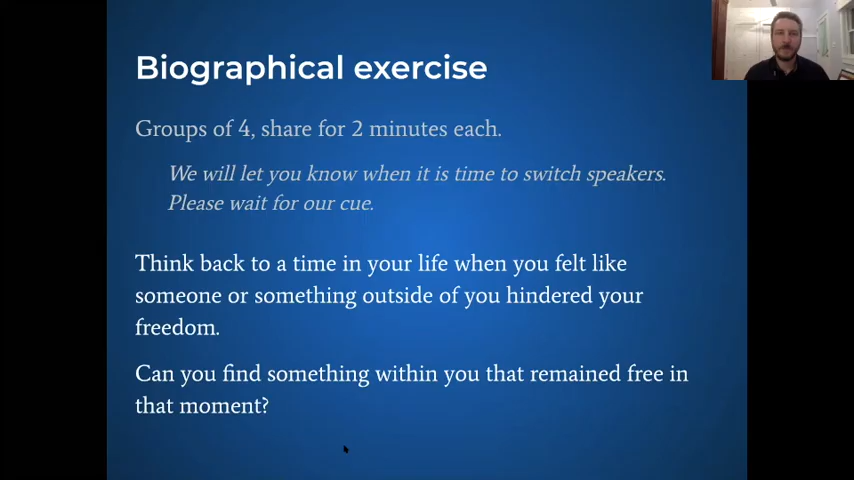 Biographical exercise
Groups of 4, share for 2 minutes each.
We will let you know when it is time to switch speakers.
Please wait for our cue.
Think back to a time in your life when you felt like
someone or something outside of you hindered your
freedom.
Can you find something within you that remained free in
that moment?